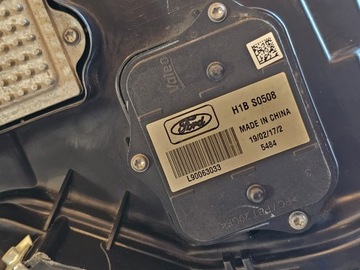 Valeo
Ford
H1B S0508
MADE IN CHINA
19/02/17/2
5484
L90063033